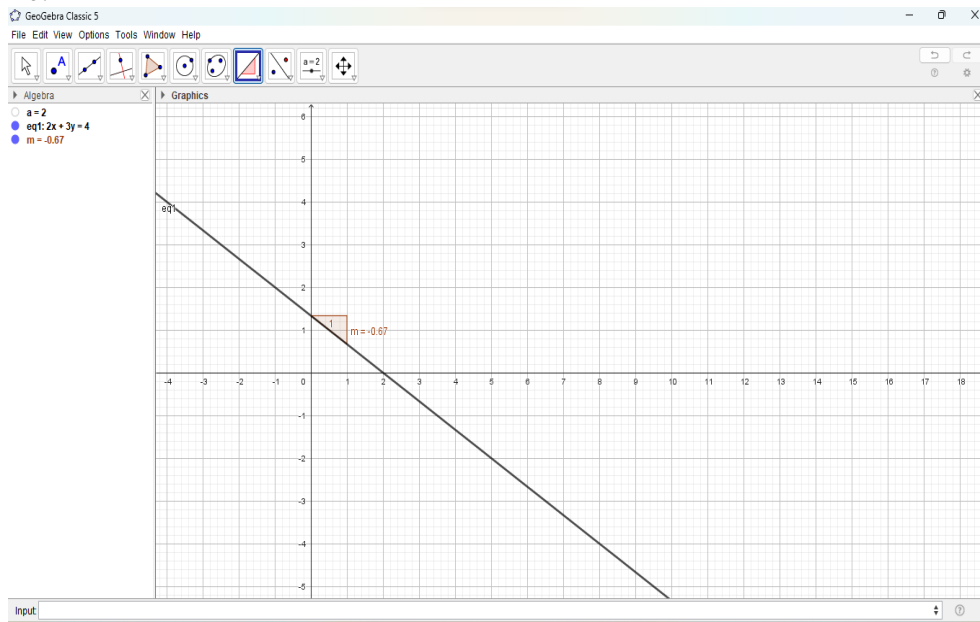 GeoGebra Classic 5
File Edit View Options Tools Window Help
A
a = 2
Algebra
Graphics
a = 2
eq1: 2x + 3y = 4
m = -0.67
6
5
4
eq1
3
2
1
1
m = -0.67
-4 -3 -2 -1 0 1 2 3 4 5 6 7 8 9 10 11 12 13 14 15 16 17 18
-1
-2
-3
-4
-5
Input: